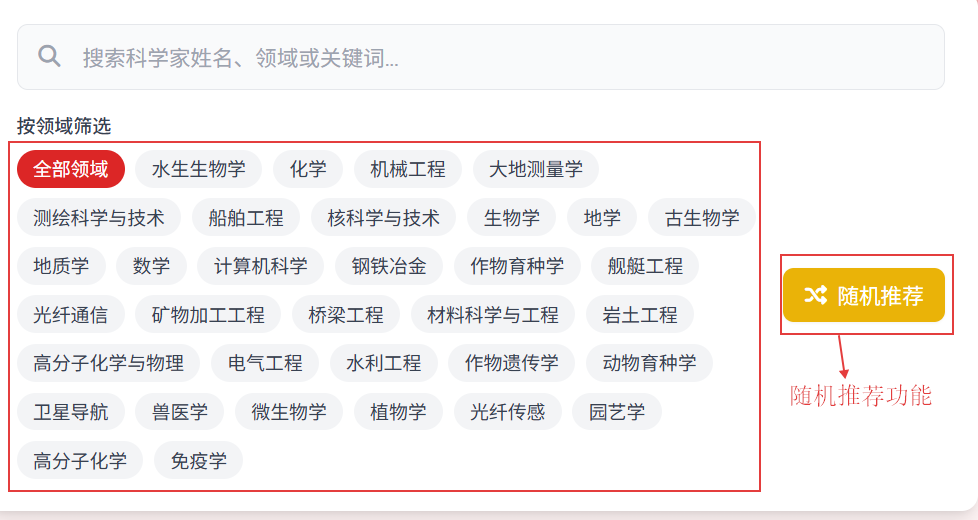 搜索科学家姓名、领域或关键词...
按领域筛选
全部领域 水生生物学 化学 机械工程 大地测量学
测绘科学与技术 船舶工程 核科学与技术 生物学 地学 古生物学
地质学 数学 计算机科学 钢铁冶金 作物育种学 舰艇工程
随机推荐
光纤通信 矿物加工工程 桥梁工程 材料科学与工程 岩土工程
高分子化学与物理 电气工程 水利工程 作物遗传学 动物育种学
随机推荐功能
卫星导航 兽医学 微生物学 植物学 光纤传感 园艺学
高分子化学 免疫学